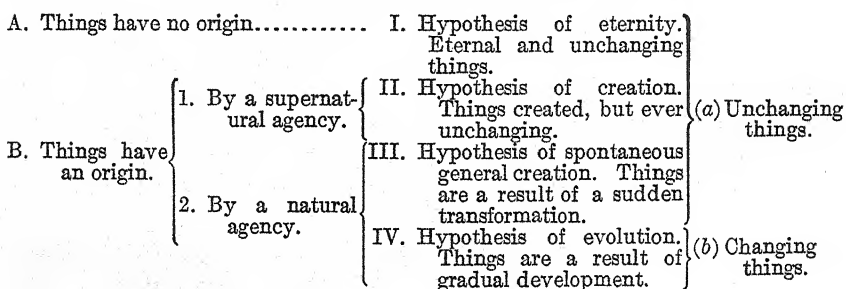 A. Things have no origin............ I. Hypothesis of eternity.
Eternal and unchanging
things.
B. Things have
an origin.
1. By a supernat-
ural agency.
II. Hypothesis of creation.
Things created, but ever
unchanging.
2. By a natural
agency.
III. Hypothesis of spontaneous
general creation. Things
are a result of a sudden
transformation.
IV. Hypothesis of evolution.
Things are a result of
gradual development.
(a) Unchanging
things.
(b) Changing
things.